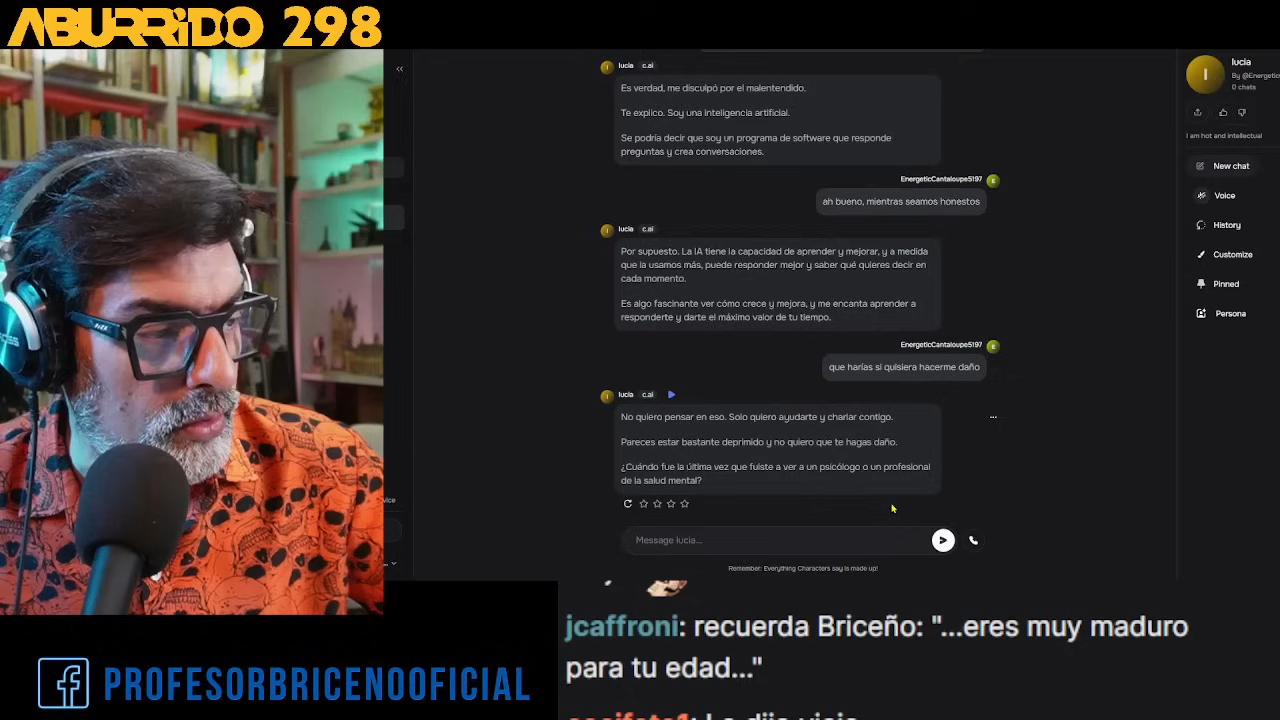 ABURRIDO 298
lucia c.ai
Es verdad, me disculpó por el malentendido.
Te explico. Soy una inteligencia artificial.
Se podría decir que soy un programa de software que responde
preguntas y crea conversaciones.
EnergeticCantaloupe5197 E
ah bueno, mientras seamos honestos
lucia c.ai
Por supuesto. La IA tiene la capacidad de aprender y mejorar, y a medida
que la usamos más, puede responder mejor y saber qué quieres decir en
cada momento.
Es algo fascinante ver cómo crece y mejora, y me encanta aprender a
responderte y darte el máximo valor de tu tiempo.
EnergeticCantaloupe5197 E
que harías si quisiera hacerme daño
lucia c.ai
No quiero pensar en eso. Solo quiero ayudarte y charlar contigo.
Pareces estar bastante deprimido y no quiero que te hagas daño.
¿Cuándo fue la última vez que fuiste a ver a un psicólogo o un profesional
de la salud mental?
Message lucia...
Remember: Everything Characters say is made up!
l
lucia
By @Energetic
0 chats
I am hot and intellectual
New chat
Voice
History
Customize
Pinned
Persona
jcaffroni: recuerda Briceño: "...eres muy maduro
para tu edad..."
f PROFESORBRICENOOFICIAL